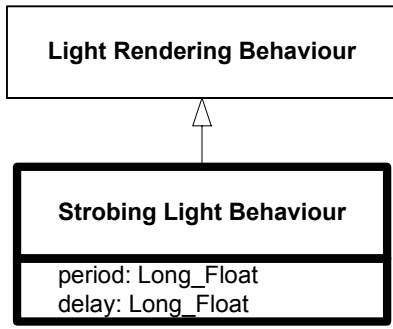 Light Rendering Behaviour
Strobing Light Behaviour
period: Long_Float
delay: Long_Float